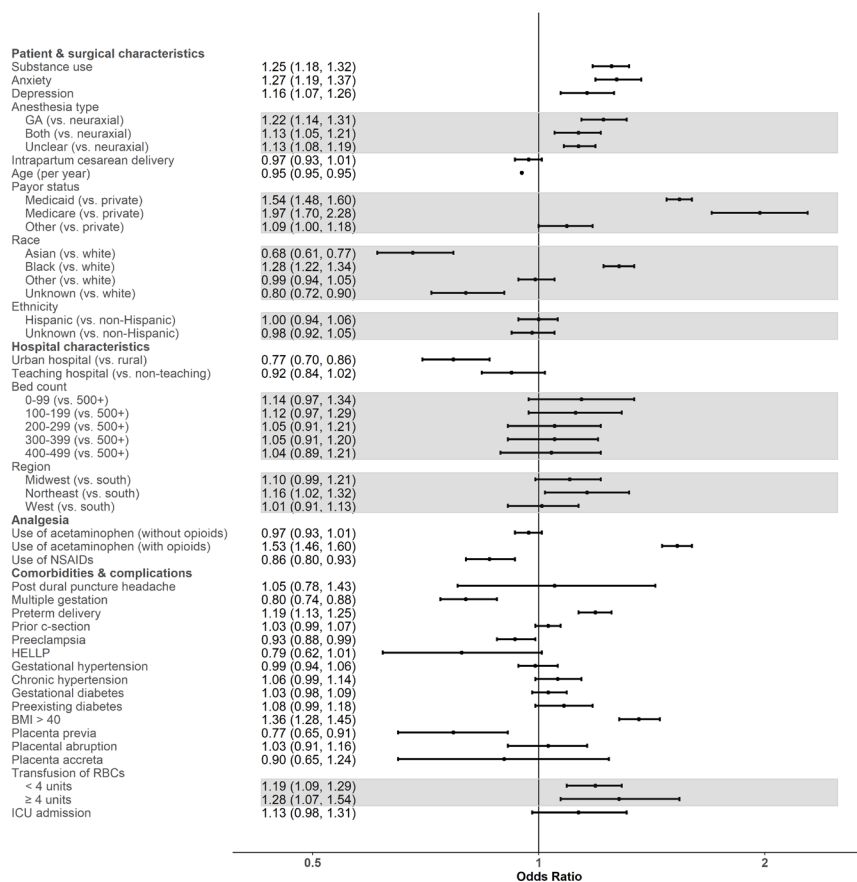 Patient & surgical characteristics
Substance use 1.25 (1.18, 1.32)
Anxiety 1.27 (1.19, 1.37)
Depression 1.16 (1.07, 1.26)
Anesthesia type
GA (vs. neuraxial) 1.22 (1.14, 1.31)
Both (vs. neuraxial) 1.13 (1.05, 1.21)
Unclear (vs. neuraxial) 1.13 (1.08, 1.19)
Intrapartum cesarean delivery 0.97 (0.93, 1.01)
Age (per year) 0.95 (0.95, 0.95)
Payor status
Medicaid (vs. private) 1.54 (1.48, 1.60)
Medicare (vs. private) 1.97 (1.70, 2.28)
Other (vs. private) 1.09 (1.00, 1.18)
Race
Asian (vs. white) 0.68 (0.61, 0.77)
Black (vs. white) 1.28 (1.22, 1.34)
Other (vs. white) 0.99 (0.94, 1.05)
Unknown (vs. white) 0.80 (0.72, 0.90)
Ethnicity
Hispanic (vs. non-Hispanic) 1.00 (0.94, 1.06)
Unknown (vs. non-Hispanic) 0.98 (0.92, 1.05)
Hospital characteristics
Urban hospital (vs. rural) 0.77 (0.70, 0.86)
Teaching hospital (vs. non-teaching) 0.92 (0.84, 1.02)
Bed count
0-99 (vs. 500+) 1.14 (0.97, 1.34)
100-199 (vs. 500+) 1.12 (0.97, 1.29)
200-299 (vs. 500+) 1.05 (0.91, 1.21)
300-399 (vs. 500+) 1.05 (0.91, 1.20)
400-499 (vs. 500+) 1.04 (0.89, 1.21)
Region
Midwest (vs. south) 1.10 (0.99, 1.21)
Northeast (vs. south) 1.16 (1.02, 1.32)
West (vs. south) 1.01 (0.91, 1.13)
Analgesia
Use of acetaminophen (without opioids) 0.97 (0.93, 1.01)
Use of acetaminophen (with opioids) 1.53 (1.46, 1.60)
Use of NSAIDs 0.86 (0.80, 0.93)
Comorbidities & complications
Post dural puncture headache 1.05 (0.78, 1.43)
Multiple gestation 0.80 (0.74, 0.88)
Preterm delivery 1.19 (1.13, 1.25)
Prior c-section 1.03 (0.99, 1.07)
Preeclampsia 0.93 (0.88, 0.99)
HELLP 0.79 (0.62, 1.01)
Gestational hypertension 0.99 (0.94, 1.06)
Chronic hypertension 1.06 (0.99, 1.14)
Gestational diabetes 1.03 (0.98, 1.09)
Preexisting diabetes 1.08 (0.99, 1.18)
BMI > 40 1.36 (1.28, 1.45)
Placenta previa 0.77 (0.65, 0.91)
Placental abruption 1.03 (0.91, 1.16)
Placenta accreta 0.90 (0.65, 1.24)
Transfusion of RBCs
< 4 units 1.19 (1.09, 1.29)
≥ 4 units 1.28 (1.07, 1.54)
ICU admission 1.13 (0.98, 1.31)
0.5 1 2
Odds Ratio